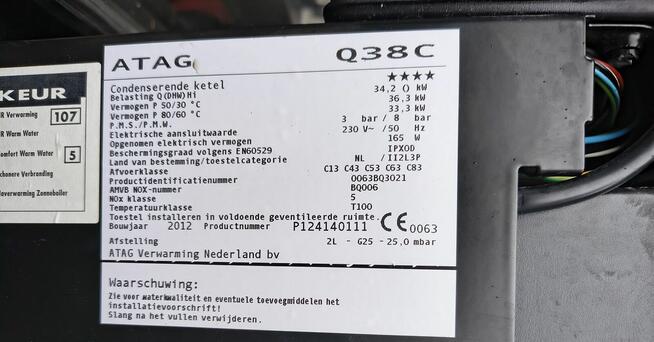 KEUR
R Verwarming 107
R Warm Water
omfort Warm Water 5
choners Verbranding
averwarming Zonneboiler
ATAG Q38C
★★★★
Condenserende ketel
Belasting Q(DHW)Hi 34,2 () kW
Vermogen P 50/30 °C 36,3 kW
Vermogen P 80/60 °C 33,3 kW
P.M.S./P.M.W. 3 bar / 8 bar
Elektrische aansluitwaarde 230 V~ /50 Hz
Opgenomen elektrisch vermogen 165 W
Beschermingsgraad volgens EN60529 IPX0D
Land van bestemming/toestelcategorie NL /II2L3P
Afvoerklasse C13 C43 C53 C63 C83
Productidentificatienummer 0063BQ3021
AMVB NOX-nummer BQ006
NOx klasse 5
Temperatuurklasse T100
Toestel installeren in voldoende geventileerde ruimte.
Bouwjaar 2012 Productnummer P124140111 CE 0063
Afstelling 2L - G25 - 25,0 mbar
ATAG Verwarming Nederland bv
Waarschuwing:
Zie voor waterkwaliteit en eventuele toevoegmiddelen het
installatievoorschrift!
Slang na het vullen verwijderen.